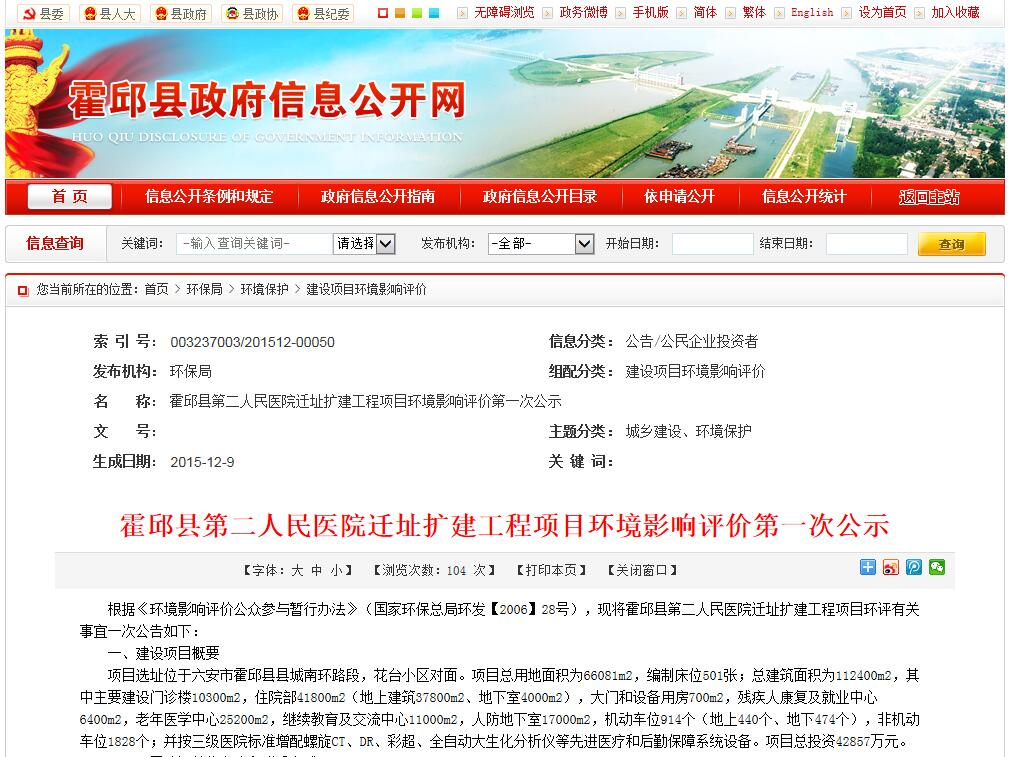 县委 县人大 县政府 县政协 县纪委 无障碍浏览 政务微博 手机版 简体 繁体 English 设为首页 加入收藏
霍邱县政府信息公开网
HUO QIU DISCLOSURE OF GOVERNMENT INFORMATION
首 页 信息公开条例和规定 政府信息公开指南 政府信息公开目录 依申请公开 信息公开统计 返回主站
信息查询 关键词： -输入查询关键词- 请选择 发布机构： -全部- 开始日期： 结束日期： 查询
您当前所在的位置：首页 > 环保局 > 环境保护 > 建设项目环境影响评价
索 引 号： 003237003/201512-00050 信息分类： 公告/公民企业投资者
发布机构： 环保局 组配分类： 建设项目环境影响评价
名 称： 霍邱县第二人民医院迁址扩建工程项目环境影响评价第一次公示
文 号： 主题分类： 城乡建设、环境保护
生成日期： 2015-12-9 关 键 词：
霍邱县第二人民医院迁址扩建工程项目环境影响评价第一次公示
【字体：大 中 小】 【浏览次数：104 次】 【打印本页】 【关闭窗口】
根据《环境影响评价公众参与暂行办法》（国家环保总局环发【2006】28号），现将霍邱县第二人民医院迁址扩建工程项目环评有关
事宜一次公告如下：
一、建设项目概要
项目选址位于六安市霍邱县县城南环路段，花台小区对面。项目总用地面积为66081m2，编制床位501张；总建筑面积为112400m2，其
中主要建设门诊楼10300m2，住院部41800m2（地上建筑37800m2、地下室4000m2），大门和设备用房700m2，残疾人康复及就业中心
6400m2，老年医学中心25200m2，继续教育及交流中心11000m2，人防地下室17000m2，机动车位914个（地上440个、地下474个），非机动
车位1828个；并按三级医院标准增配螺旋CT、DR、彩超、全自动大生化分析仪等先进医疗和后勤保障系统设备。项目总投资42857万元。